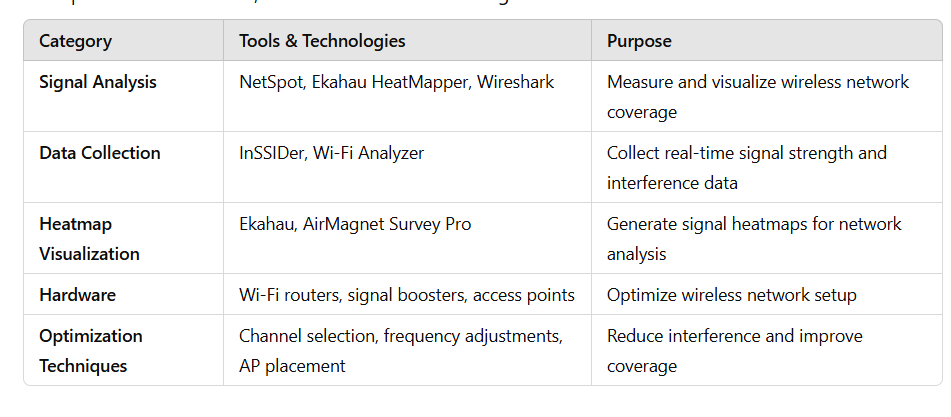 Category Tools & Technologies Purpose
Signal Analysis NetSpot, Ekahau HeatMapper, Wireshark Measure and visualize wireless network
coverage
Data Collection InSSIDer, Wi-Fi Analyzer Collect real-time signal strength and
interference data
Heatmap Ekahau, AirMagnet Survey Pro Generate signal heatmaps for network
Visualization analysis
Hardware Wi-Fi routers, signal boosters, access points Optimize wireless network setup
Optimization Channel selection, frequency adjustments, Reduce interference and improve
Techniques AP placement coverage